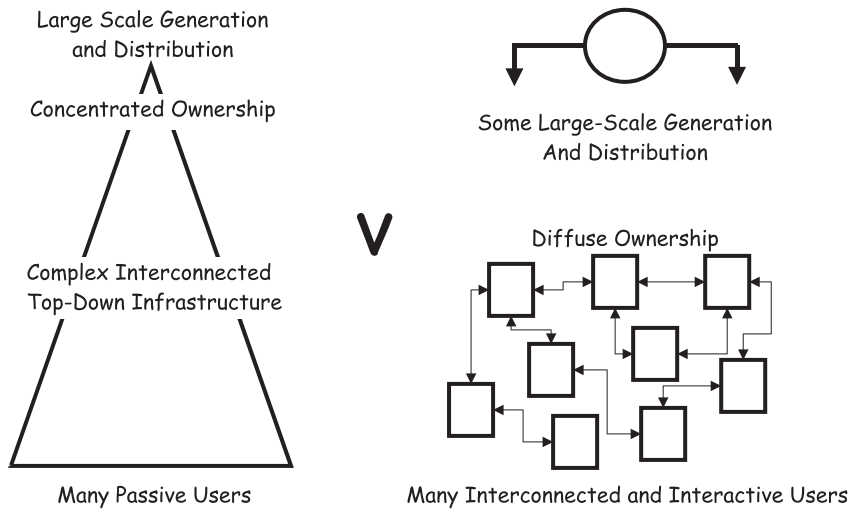 Large Scale Generation
and Distribution
Concentrated Ownership
Complex Interconnected
Top-Down Infrastructure
Many Passive Users
V
Some Large-Scale Generation
And Distribution
Diffuse Ownership
Many Interconnected and Interactive Users